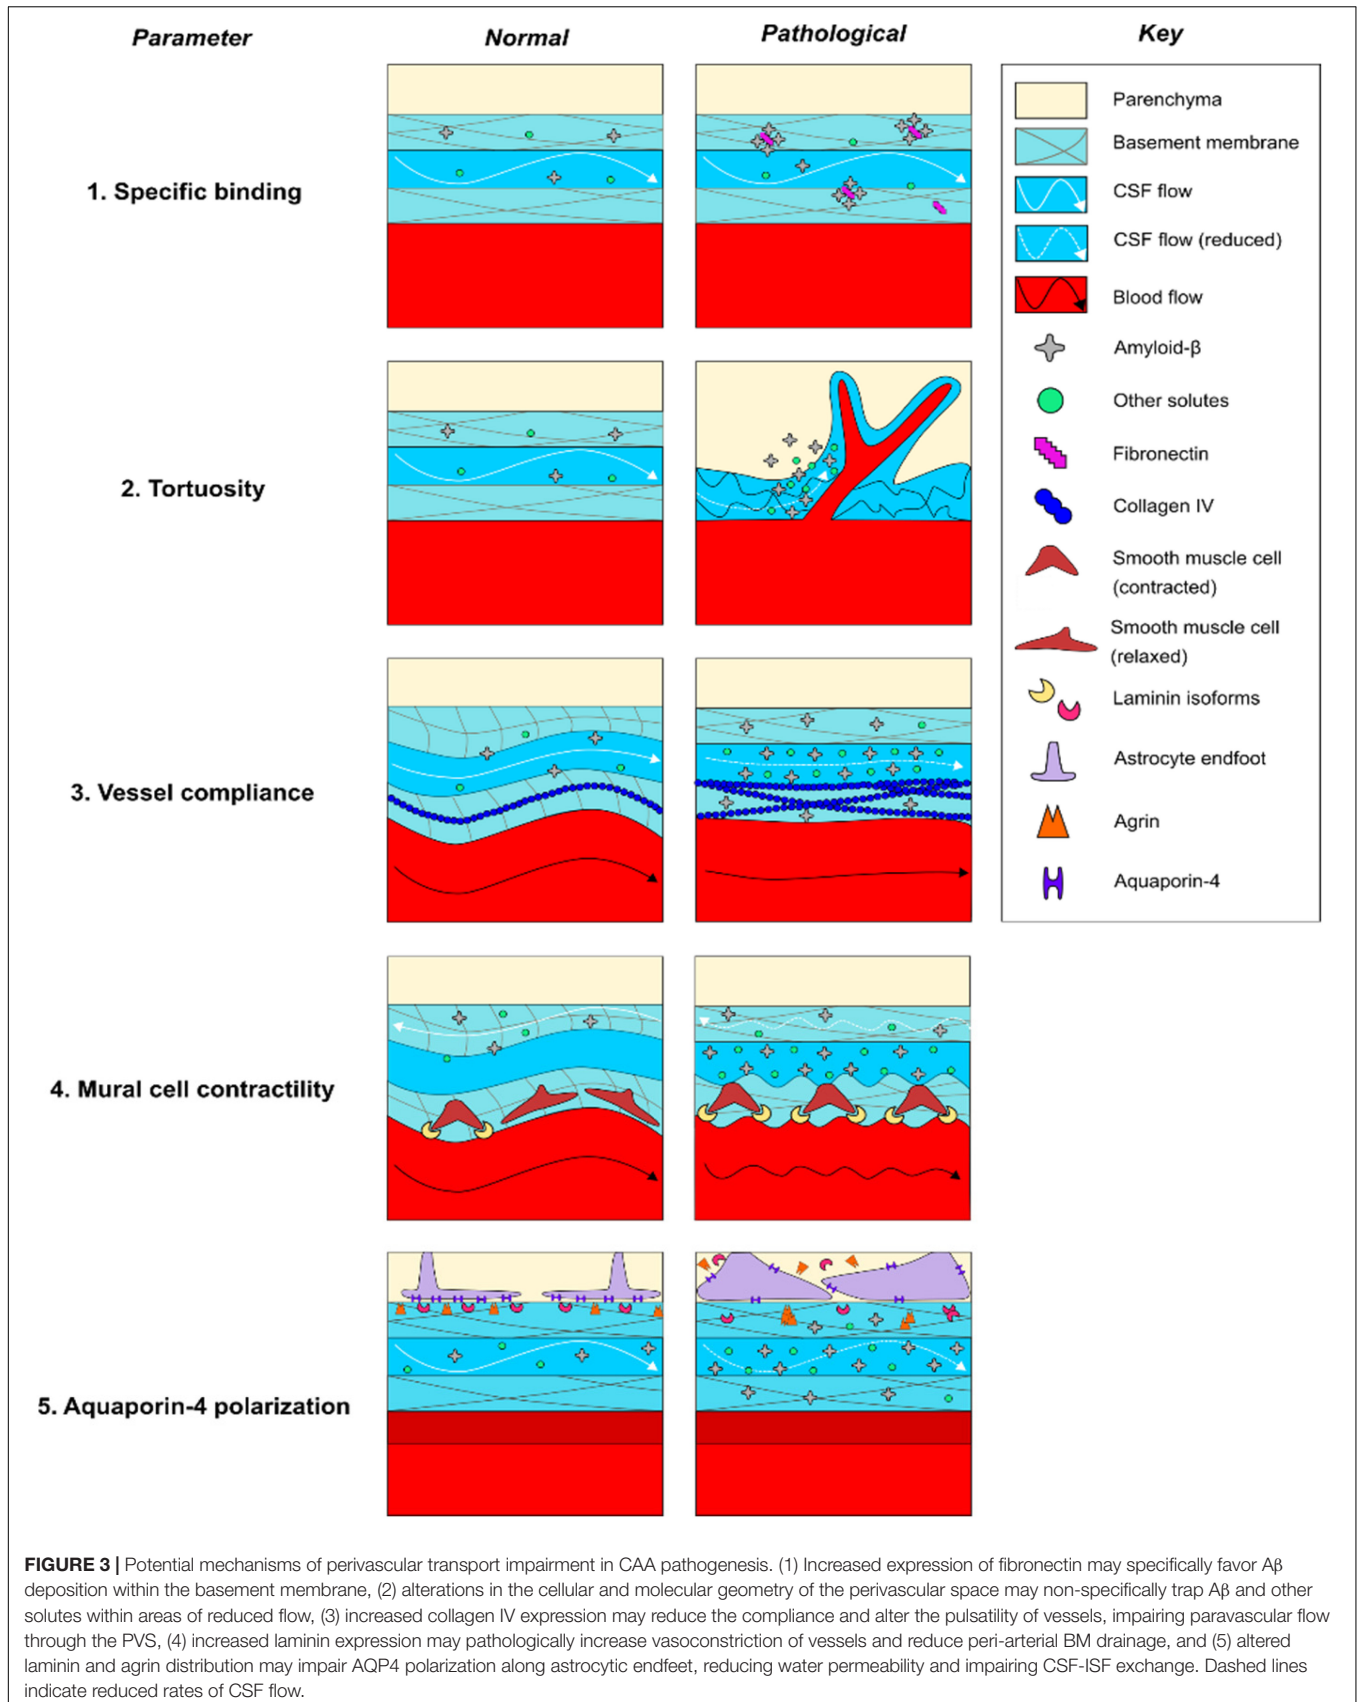 Parameter
Normal
Pathological
Key
1. Specific binding
2. Tortuosity
3. Vessel compliance
4. Mural cell contractility
5. Aquaporin-4 polarization
Parenchyma
Basement membrane
CSF flow
CSF flow (reduced)
Blood flow
Amyloid-β
Other solutes
Fibronectin
Collagen IV
Smooth muscle cell
(contracted)
Smooth muscle cell
(relaxed)
Laminin isoforms
Astrocyte endfoot
Agrin
Aquaporin-4
FIGURE 3 | Potential mechanisms of perivascular transport impairment in CAA pathogenesis. (1) Increased expression of fibronectin may specifically favor Aβ
deposition within the basement membrane, (2) alterations in the cellular and molecular geometry of the perivascular space may non-specifically trap Aβ and other
solutes within areas of reduced flow, (3) increased collagen IV expression may reduce the compliance and alter the pulsatility of vessels, impairing paravascular flow
through the PVS, (4) increased laminin expression may pathologically increase vasoconstriction of vessels and reduce peri-arterial BM drainage, and (5) altered
laminin and agrin distribution may impair AQP4 polarization along astrocytic endfeet, reducing water permeability and impairing CSF-ISF exchange. Dashed lines
indicate reduced rates of CSF flow.